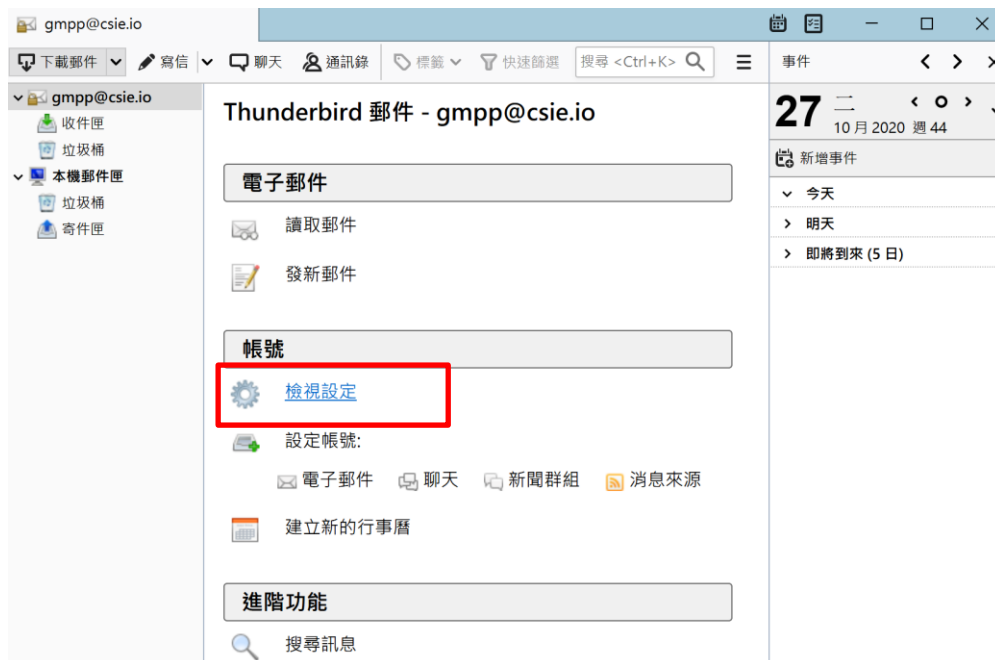 gmpp@csie.io
下載郵件 寫信 聊天 通訊錄 標籤 快速篩選 搜尋 <Ctrl+K>
gmpp@csie.io
收件匣
垃圾桶
本機郵件匣
垃圾桶
寄件匣
Thunderbird 郵件 - gmpp@csie.io
電子郵件
讀取郵件
發新郵件
帳號
檢視設定
設定帳號:
電子郵件 聊天 新聞群組 消息來源
建立新的行事曆
進階功能
搜尋訊息
事件
27 二
10 月 2020 週 44
新增事件
今天
明天
即將到來 (5 日)